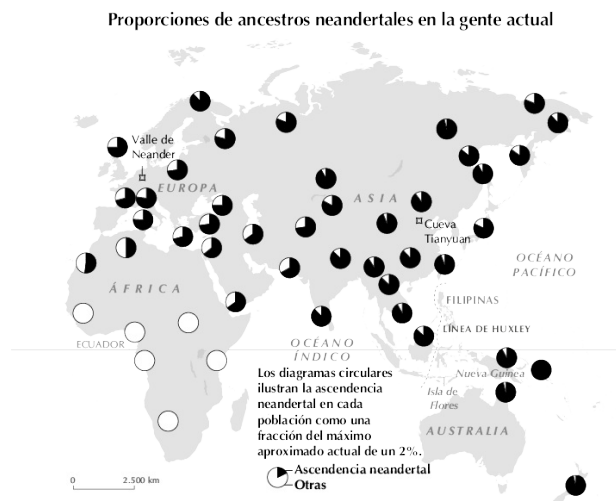 Proporciones de ancestros neandertales en la gente actual
Valle de
Neander
EUROPA
ASIA
Cueva
Tianyuan
OCÉANO
PACÍFICO
ÁFRICA
FILIPINAS
ECUADOR
OCÉANO
ÍNDICO
LÍNEA DE HUXLEY
Nueva Guinea
Isla de
Flores
AUSTRALIA
Los diagramas circulares
ilustran la ascendencia
neandertal en cada
población como una
fracción del máximo
aproximado actual de un 2%.
Ascendencia neandertal
Otras
0 2.500 km